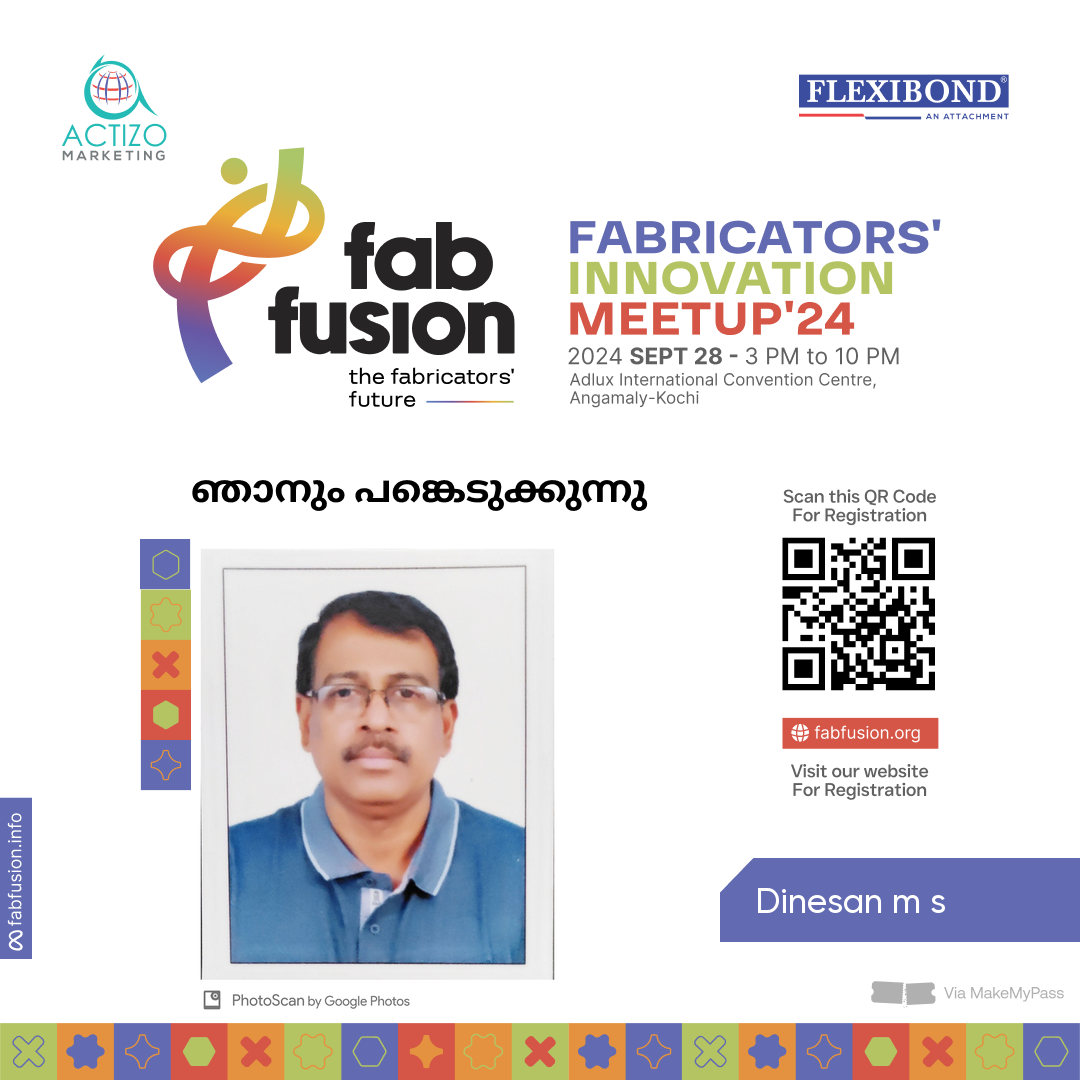 ACTIZO
MARKETING
FLEXIBOND®
AN ATTACHMENT
fab
fusion
the fabricators'
future
FABRICATORS'
INNOVATION
MEETUP'24
2024 SEPT 28 - 3 PM to 10 PM
Adlux International Convention Centre,
Angamaly-Kochi
ഞാനും പങ്കെടുക്കുന്നു
Scan this QR Code
For Registration
fabfusion.org
Visit our website
For Registration
fabfusion.info
Dinesan m s
PhotoScan by Google Photos
Via MakeMyPass